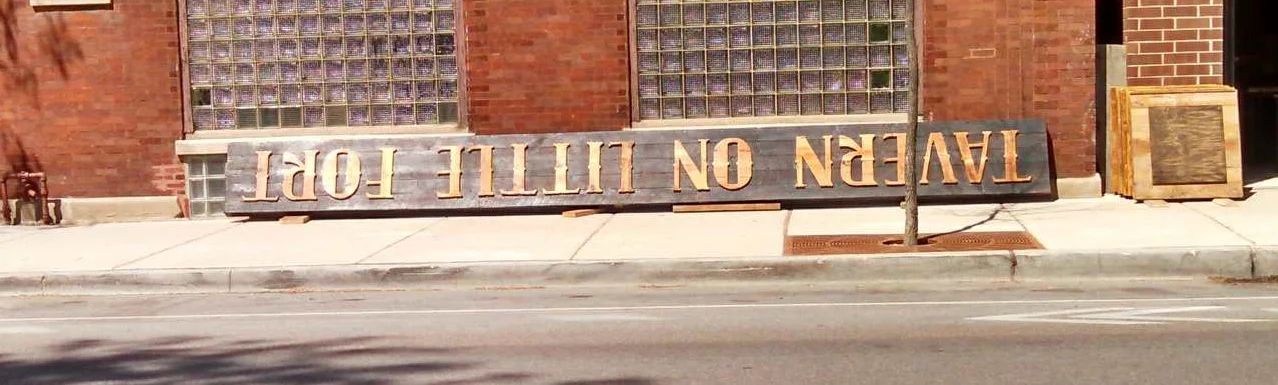 TAVERN ON LITTLE FORT